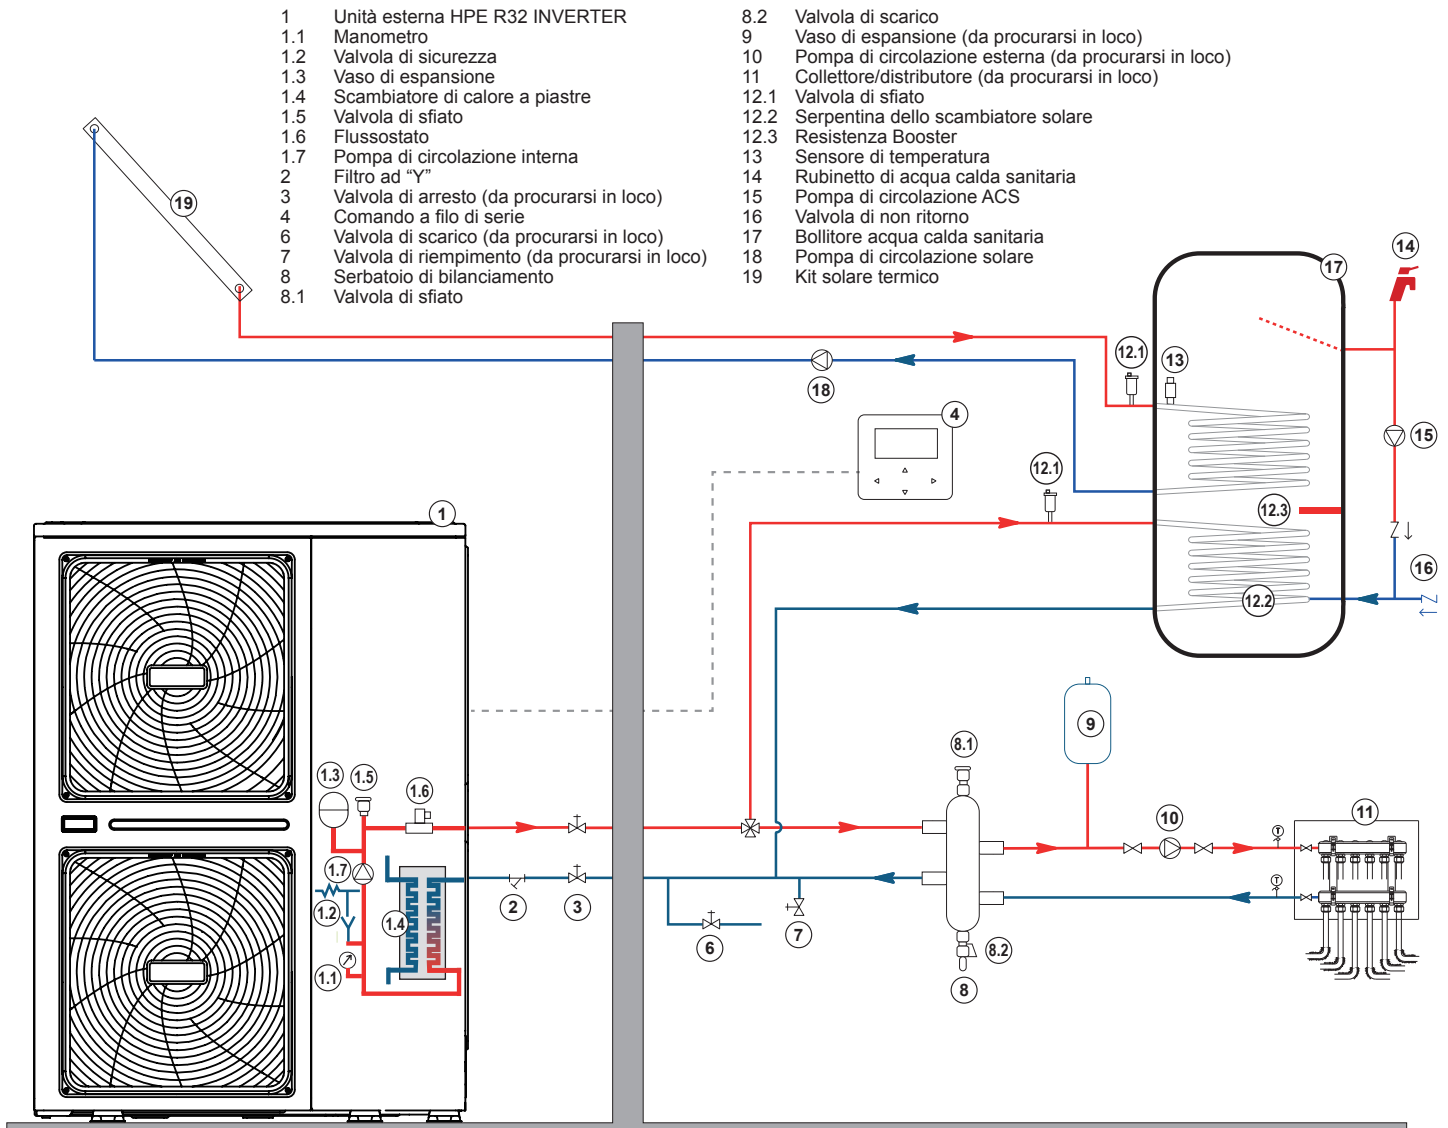 1 Unità esterna HPE R32 INVERTER
1.1 Manometro
1.2 Valvola di sicurezza
1.3 Vaso di espansione
1.4 Scambiatore di calore a piastre
1.5 Valvola di sfiato
1.6 Flussostato
1.7 Pompa di circolazione interna
2 Filtro ad “Y”
3 Valvola di arresto (da procurarsi in loco)
4 Comando a filo di serie
6 Valvola di scarico (da procurarsi in loco)
7 Valvola di riempimento (da procurarsi in loco)
8 Serbatoio di bilanciamento
8.1 Valvola di sfiato
8.2 Valvola di scarico
9 Vaso di espansione (da procurarsi in loco)
10 Pompa di circolazione esterna (da procurarsi in loco)
11 Collettore/distributore (da procurarsi in loco)
12.1 Valvola di sfiato
12.2 Serpentina dello scambiatore solare
12.3 Resistenza Booster
13 Sensore di temperatura
14 Rubinetto di acqua calda sanitaria
15 Pompa di circolazione ACS
16 Valvola di non ritorno
17 Bollitore acqua calda sanitaria
18 Pompa di circolazione solare
19 Kit solare termico
19
14
17
12.1
13
18
4
15
12.1
1
12.3
16
12.2
9
8.1
1.3
1.5
1.6
10
11
T
1.7
T
1.2
1.4
2
3
6
7
8.2
1.1
8